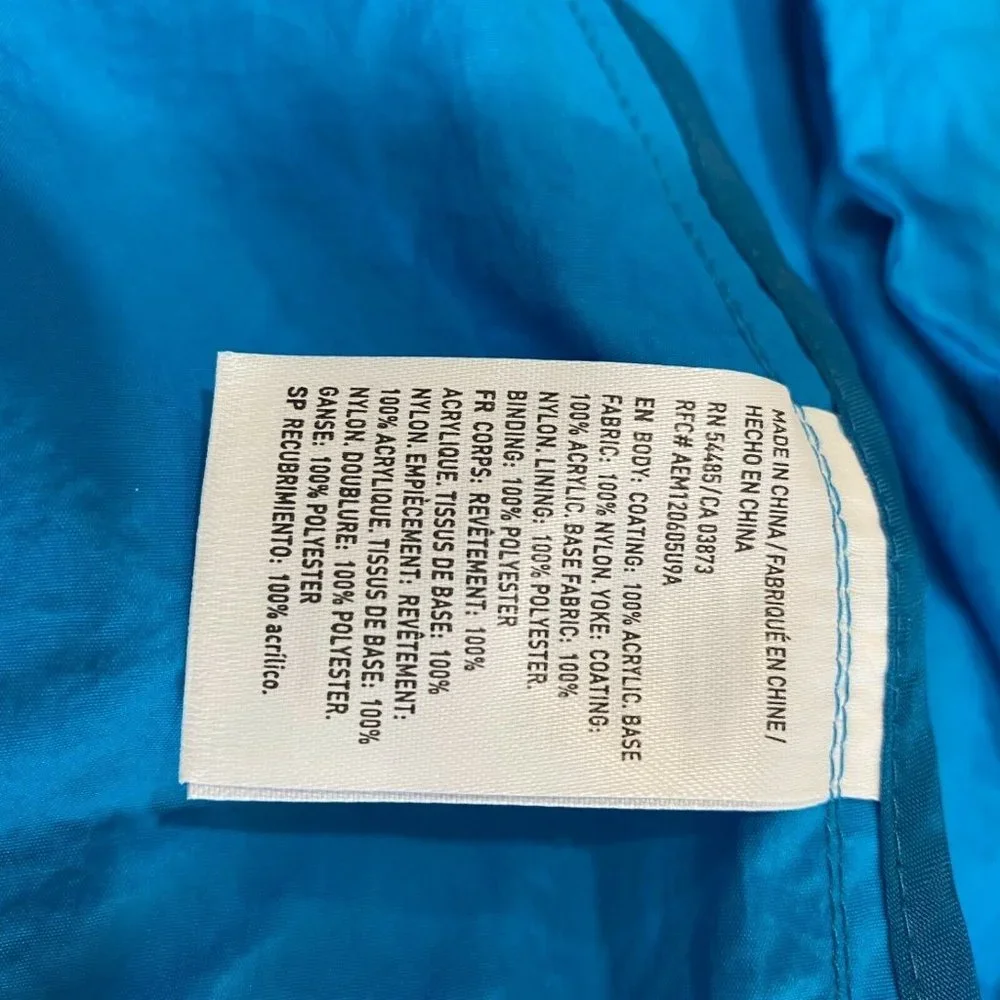 MADE IN CHINA / FABRIQUÉ EN CHINE /
HECHO EN CHINA
RN 54485 / CA 03873
RFC# AEM120605U9A
EN BODY: COATING: 100% ACRYLIC. BASE
FABRIC: 100% NYLON. YOKE: COATING:
100% ACRYLIC. BASE FABRIC: 100%
NYLON. LINING: 100% POLYESTER.
BINDING: 100% POLYESTER
FR CORPS: REVÊTEMENT: 100%
ACRYLIQUE. TISSUS DE BASE: 100%
NYLON. EMPIÈCEMENT: REVÊTEMENT:
100% ACRYLIQUE. TISSUS DE BASE: 100%
NYLON. DOUBLURE: 100% POLYESTER.
GANSE: 100% POLYESTER
SP RECUBRIMIENTO: 100% acrílico.